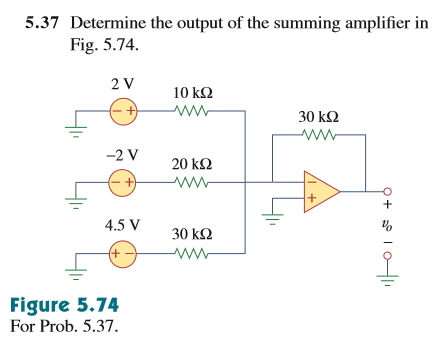 5.37 Determine the output of the summing amplifier in
Fig. 5.74.
2 V
10 kΩ
− +
30 kΩ
−2 V
20 kΩ
− +
−
+
+
v₀
−
4.5 V
30 kΩ
+ −
Figure 5.74
For Prob. 5.37.